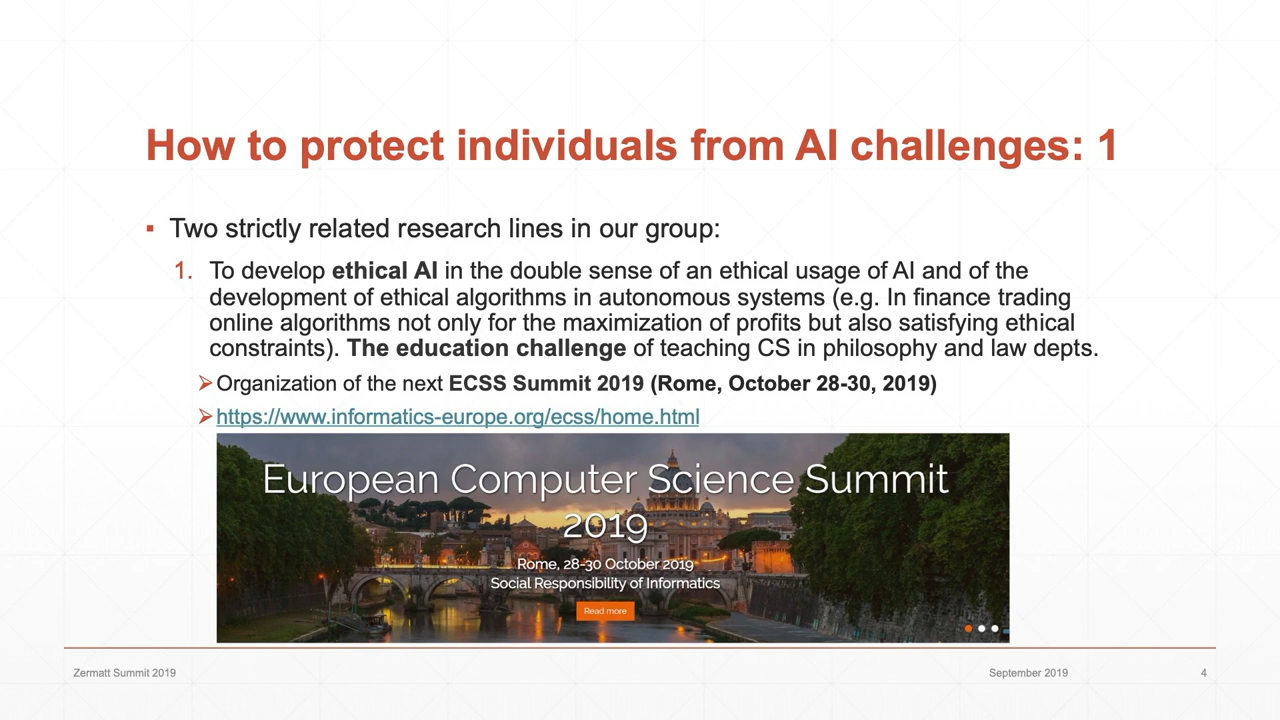 How to protect individuals from AI challenges: 1
▪ Two strictly related research lines in our group:
1. To develop ethical AI in the double sense of an ethical usage of AI and of the
development of ethical algorithms in autonomous systems (e.g. In finance trading
online algorithms not only for the maximization of profits but also satisfying ethical
constraints). The education challenge of teaching CS in philosophy and law depts.
➢Organization of the next ECSS Summit 2019 (Rome, October 28-30, 2019)
➢https://www.informatics-europe.org/ecss/home.html
European Computer Science Summit
2019
Rome, 28-30 October 2019
Social Responsibility of Informatics
Read more
Zermatt Summit 2019
September 2019
4